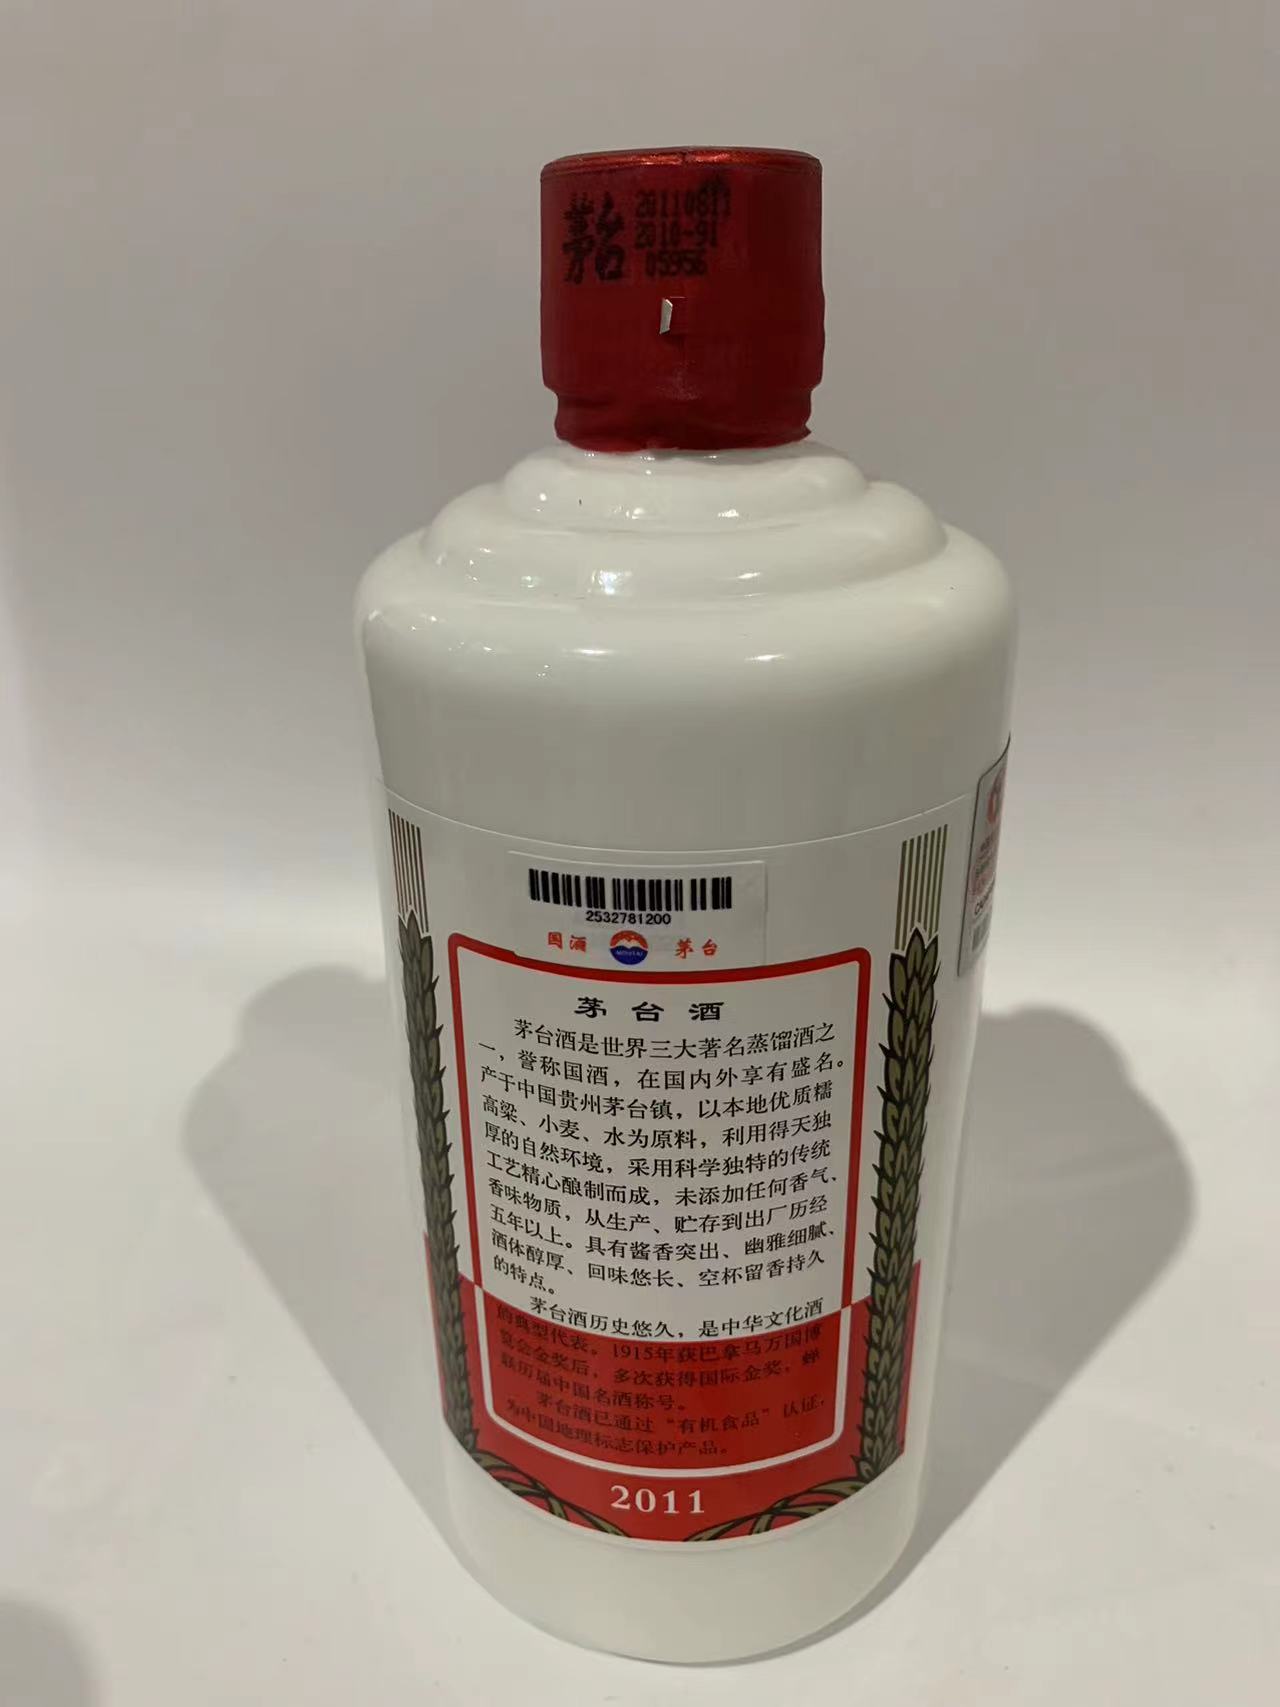 茅台
20110811
2010-91
05956
2532781200
国酒 MOUTAI 茅台
茅台酒
茅台酒是世界三大著名蒸馏酒之
一，誉称国酒，在国内外享有盛名。
产于中国贵州茅台镇，以本地优质糯
高粱、小麦、水为原料，利用得天独
厚的自然环境，采用科学独特的传统
工艺精心酿制而成，未添加任何香气、
香味物质，从生产、贮存到出厂历经
五年以上。具有酱香突出、幽雅细腻、
酒体醇厚、回味悠长、空杯留香持久
的特点。
茅台酒历史悠久，是中华文化酒
的典型代表。1915年获巴拿马万国博
览会金奖后，多次获得国际金奖，蝉
联历届中国名酒称号。
茅台酒已通过“有机食品”认证，
为中国地理标志保护产品。
2011